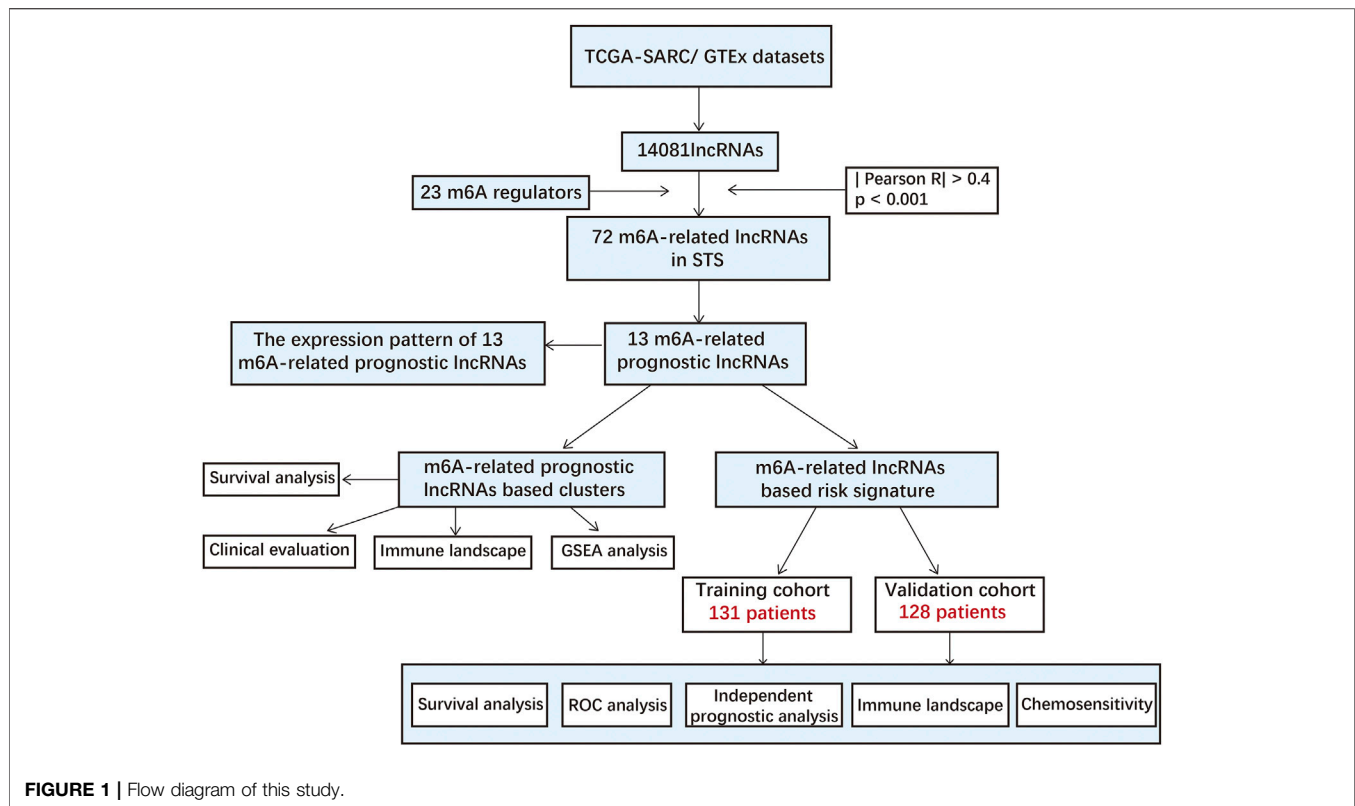 TCGA-SARC/ GTEx datasets
14081lncRNAs
23 m6A regulators
| Pearson R| > 0.4
p < 0.001
72 m6A-related lncRNAs
in STS
The expression pattern of 13
m6A-related prognostic lncRNAs
13 m6A-related
prognostic lncRNAs
Survival analysis
m6A-related prognostic
lncRNAs based clusters
m6A-related lncRNAs
based risk signature
Clinical evaluation
Immune landscape
GSEA analysis
Training cohort
131 patients
Validation cohort
128 patients
Survival analysis
ROC analysis
Independent
prognostic analysis
Immune landscape
Chemosensitivity
FIGURE 1 | Flow diagram of this study.